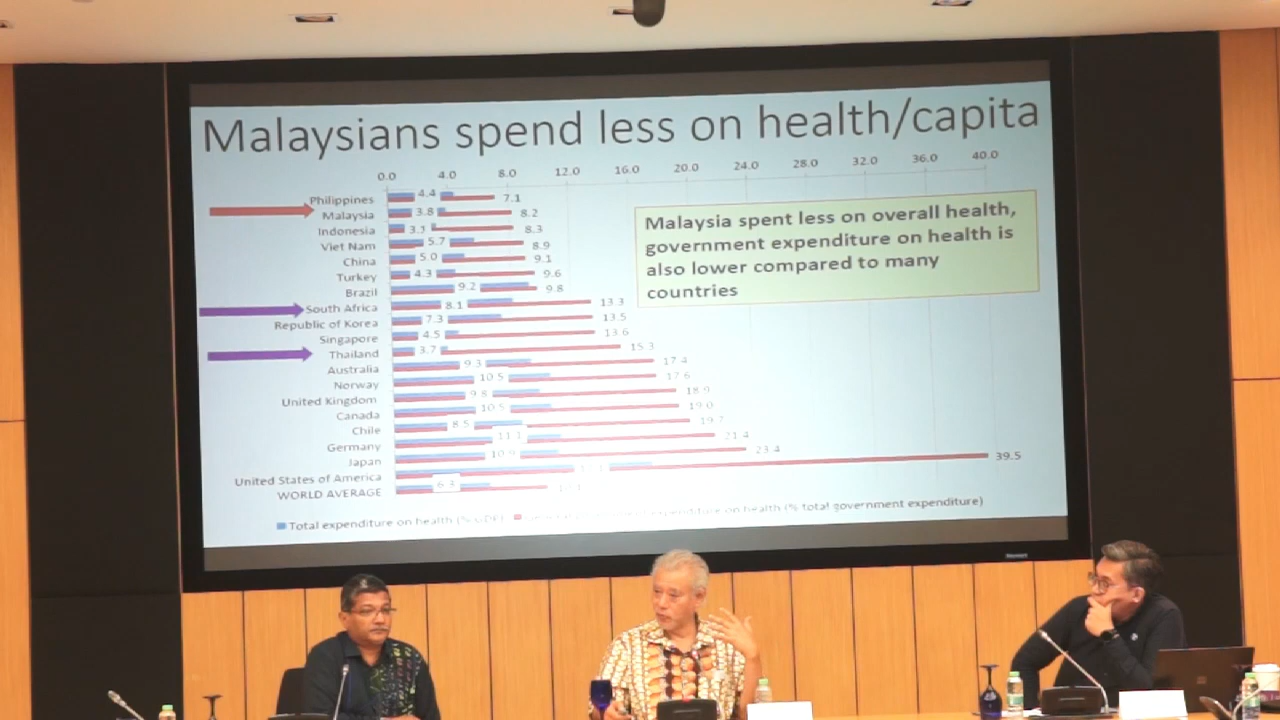 Malaysians spend less on health/capita
0.0 4.0 8.0 12.0 16.0 20.0 24.0 28.0 32.0 36.0 40.0
Philippines 4.4 7.1
Malaysia 3.8 8.2
Indonesia 8.3
Viet Nam 5.7 8.9
China 5.0 9.1
Turkey 4.3 9.6
Brazil 9.2 9.8
South Africa 8.1 13.3
Republic of Korea 7.3 13.5
Singapore 4.5 13.6
Thailand 3.7 15.3
Australia 9.3 17.4
Norway 10.5 17.6
United Kingdom 9.8 18.9
Canada 10.5 19.0
Chile 8.5 19.7
Germany 11.1 21.4
Japan 10.9 23.4
United States of America 39.5
WORLD AVERAGE 6.3
Malaysia spent less on overall health,
government expenditure on health is
also lower compared to many
countries
Total expenditure on health (% GDP) expenditure on health (% total government expenditure)